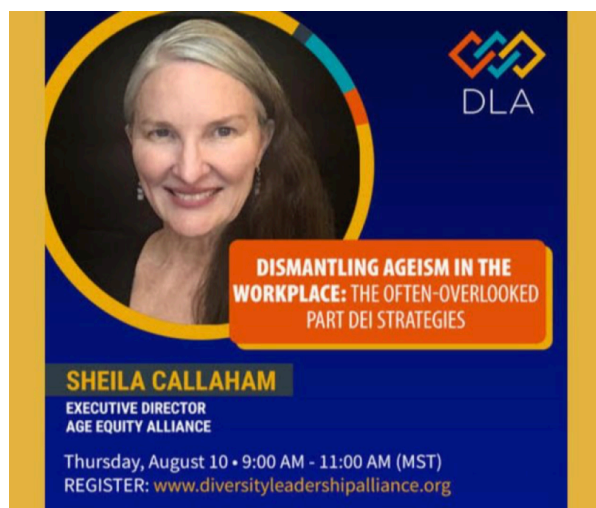 DLA
DISMANTLING AGEISM IN THE
WORKPLACE: THE OFTEN-OVERLOOKED
PART DEI STRATEGIES
SHEILA CALLAHAM
EXECUTIVE DIRECTOR
AGE EQUITY ALLIANCE
Thursday, August 10 • 9:00 AM - 11:00 AM (MST)
REGISTER: www.diversityleadershipalliance.org